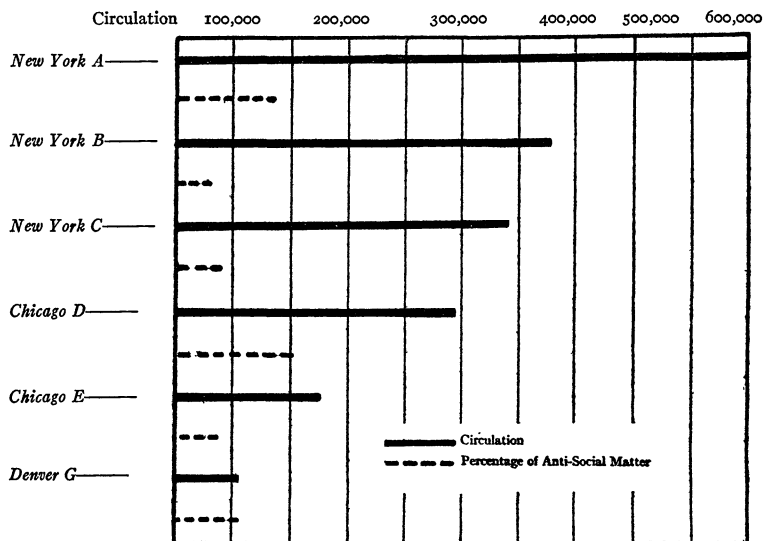 Circulation 100,000 200,000 300,000 400,000 500,000 600,000
New York A
New York B
New York C
Chicago D
Chicago E
Circulation
Percentage of Anti-Social Matter
Denver G